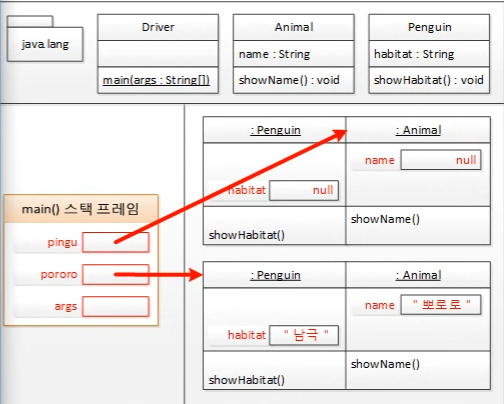 java.lang
Driver
main(args : String[])
Animal
name : String
showName() : void
Penguin
habitat : String
showHabitat() : void
main() 스택 프레임
pingu
pororo
args
: Penguin
: Animal
name null
habitat null
showName()
showHabitat()
: Penguin
: Animal
name "뽀로로"
habitat "남극"
showName()
showHabitat()